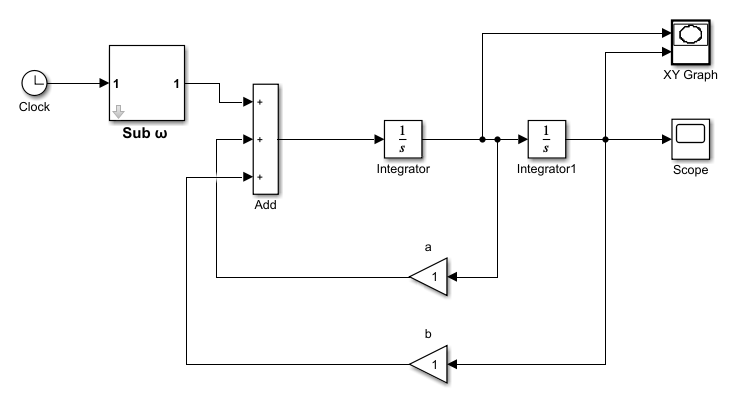 Clock
1 1
Sub ω
+
+
+
Add
1
s
Integrator
1
s
Integrator1
XY Graph
Scope
a
1
b
1